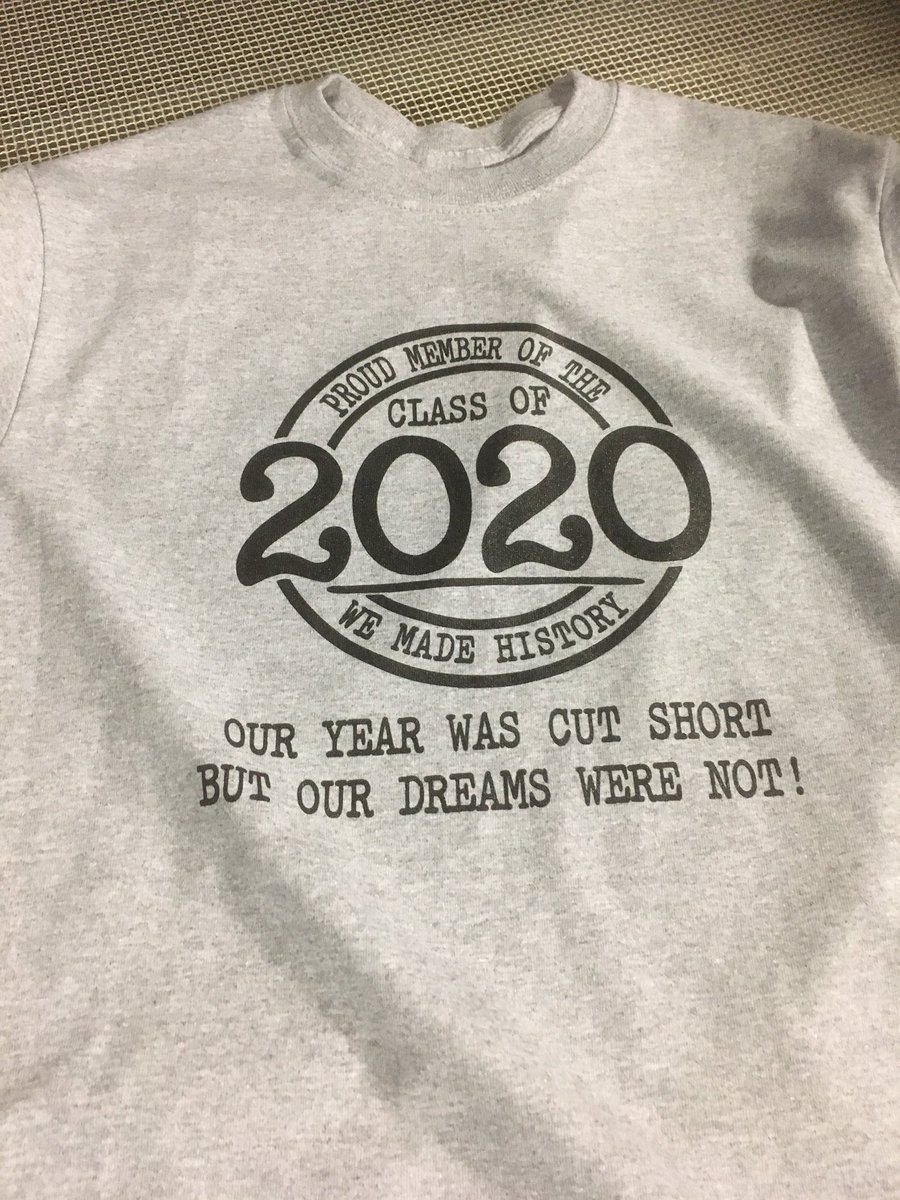 PROUD MEMBER OF THE
CLASS OF
2020
WE MADE HISTORY
OUR YEAR WAS CUT SHORT
BUT OUR DREAMS WERE NOT!